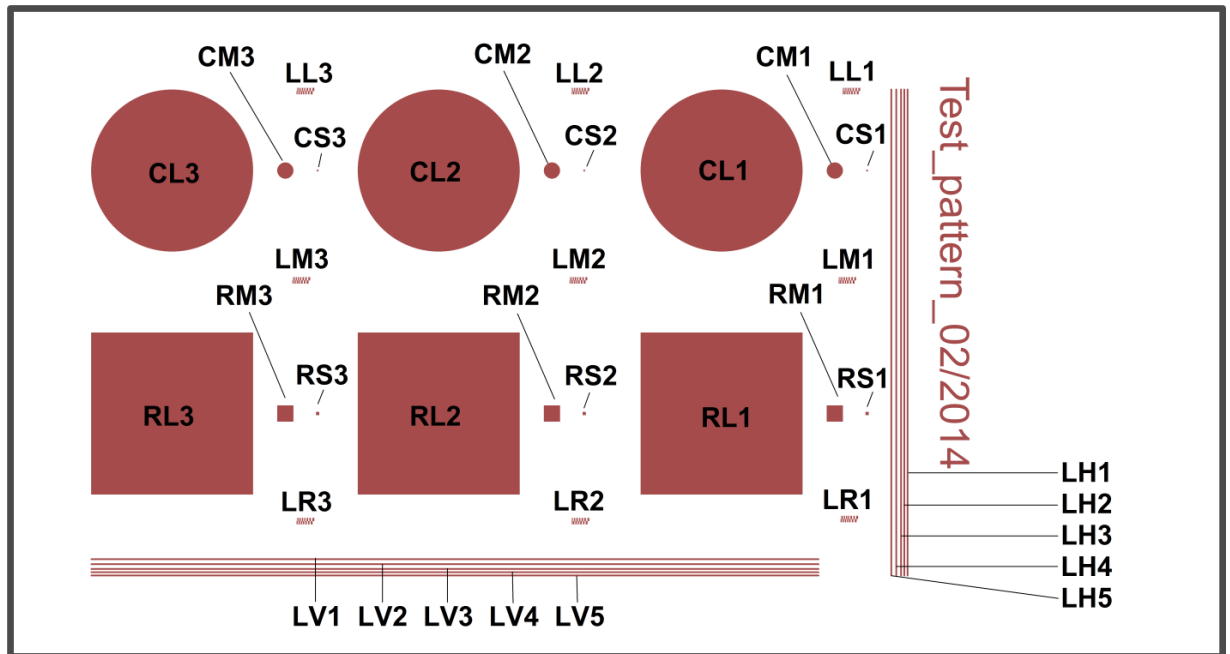 CM3
CM2
CM1
LL3
LL2
LL1
CS3
CS2
CS1
CL3
CL2
CL1
LM3
LM2
LM1
RM3
RM2
RM1
RS3
RS2
RS1
RL3
RL2
RL1
LR3
LR2
LR1
LV1
LV2
LV3
LV4
LV5
Test_patttern_02/2014
LH1
LH2
LH3
LH4
LH5